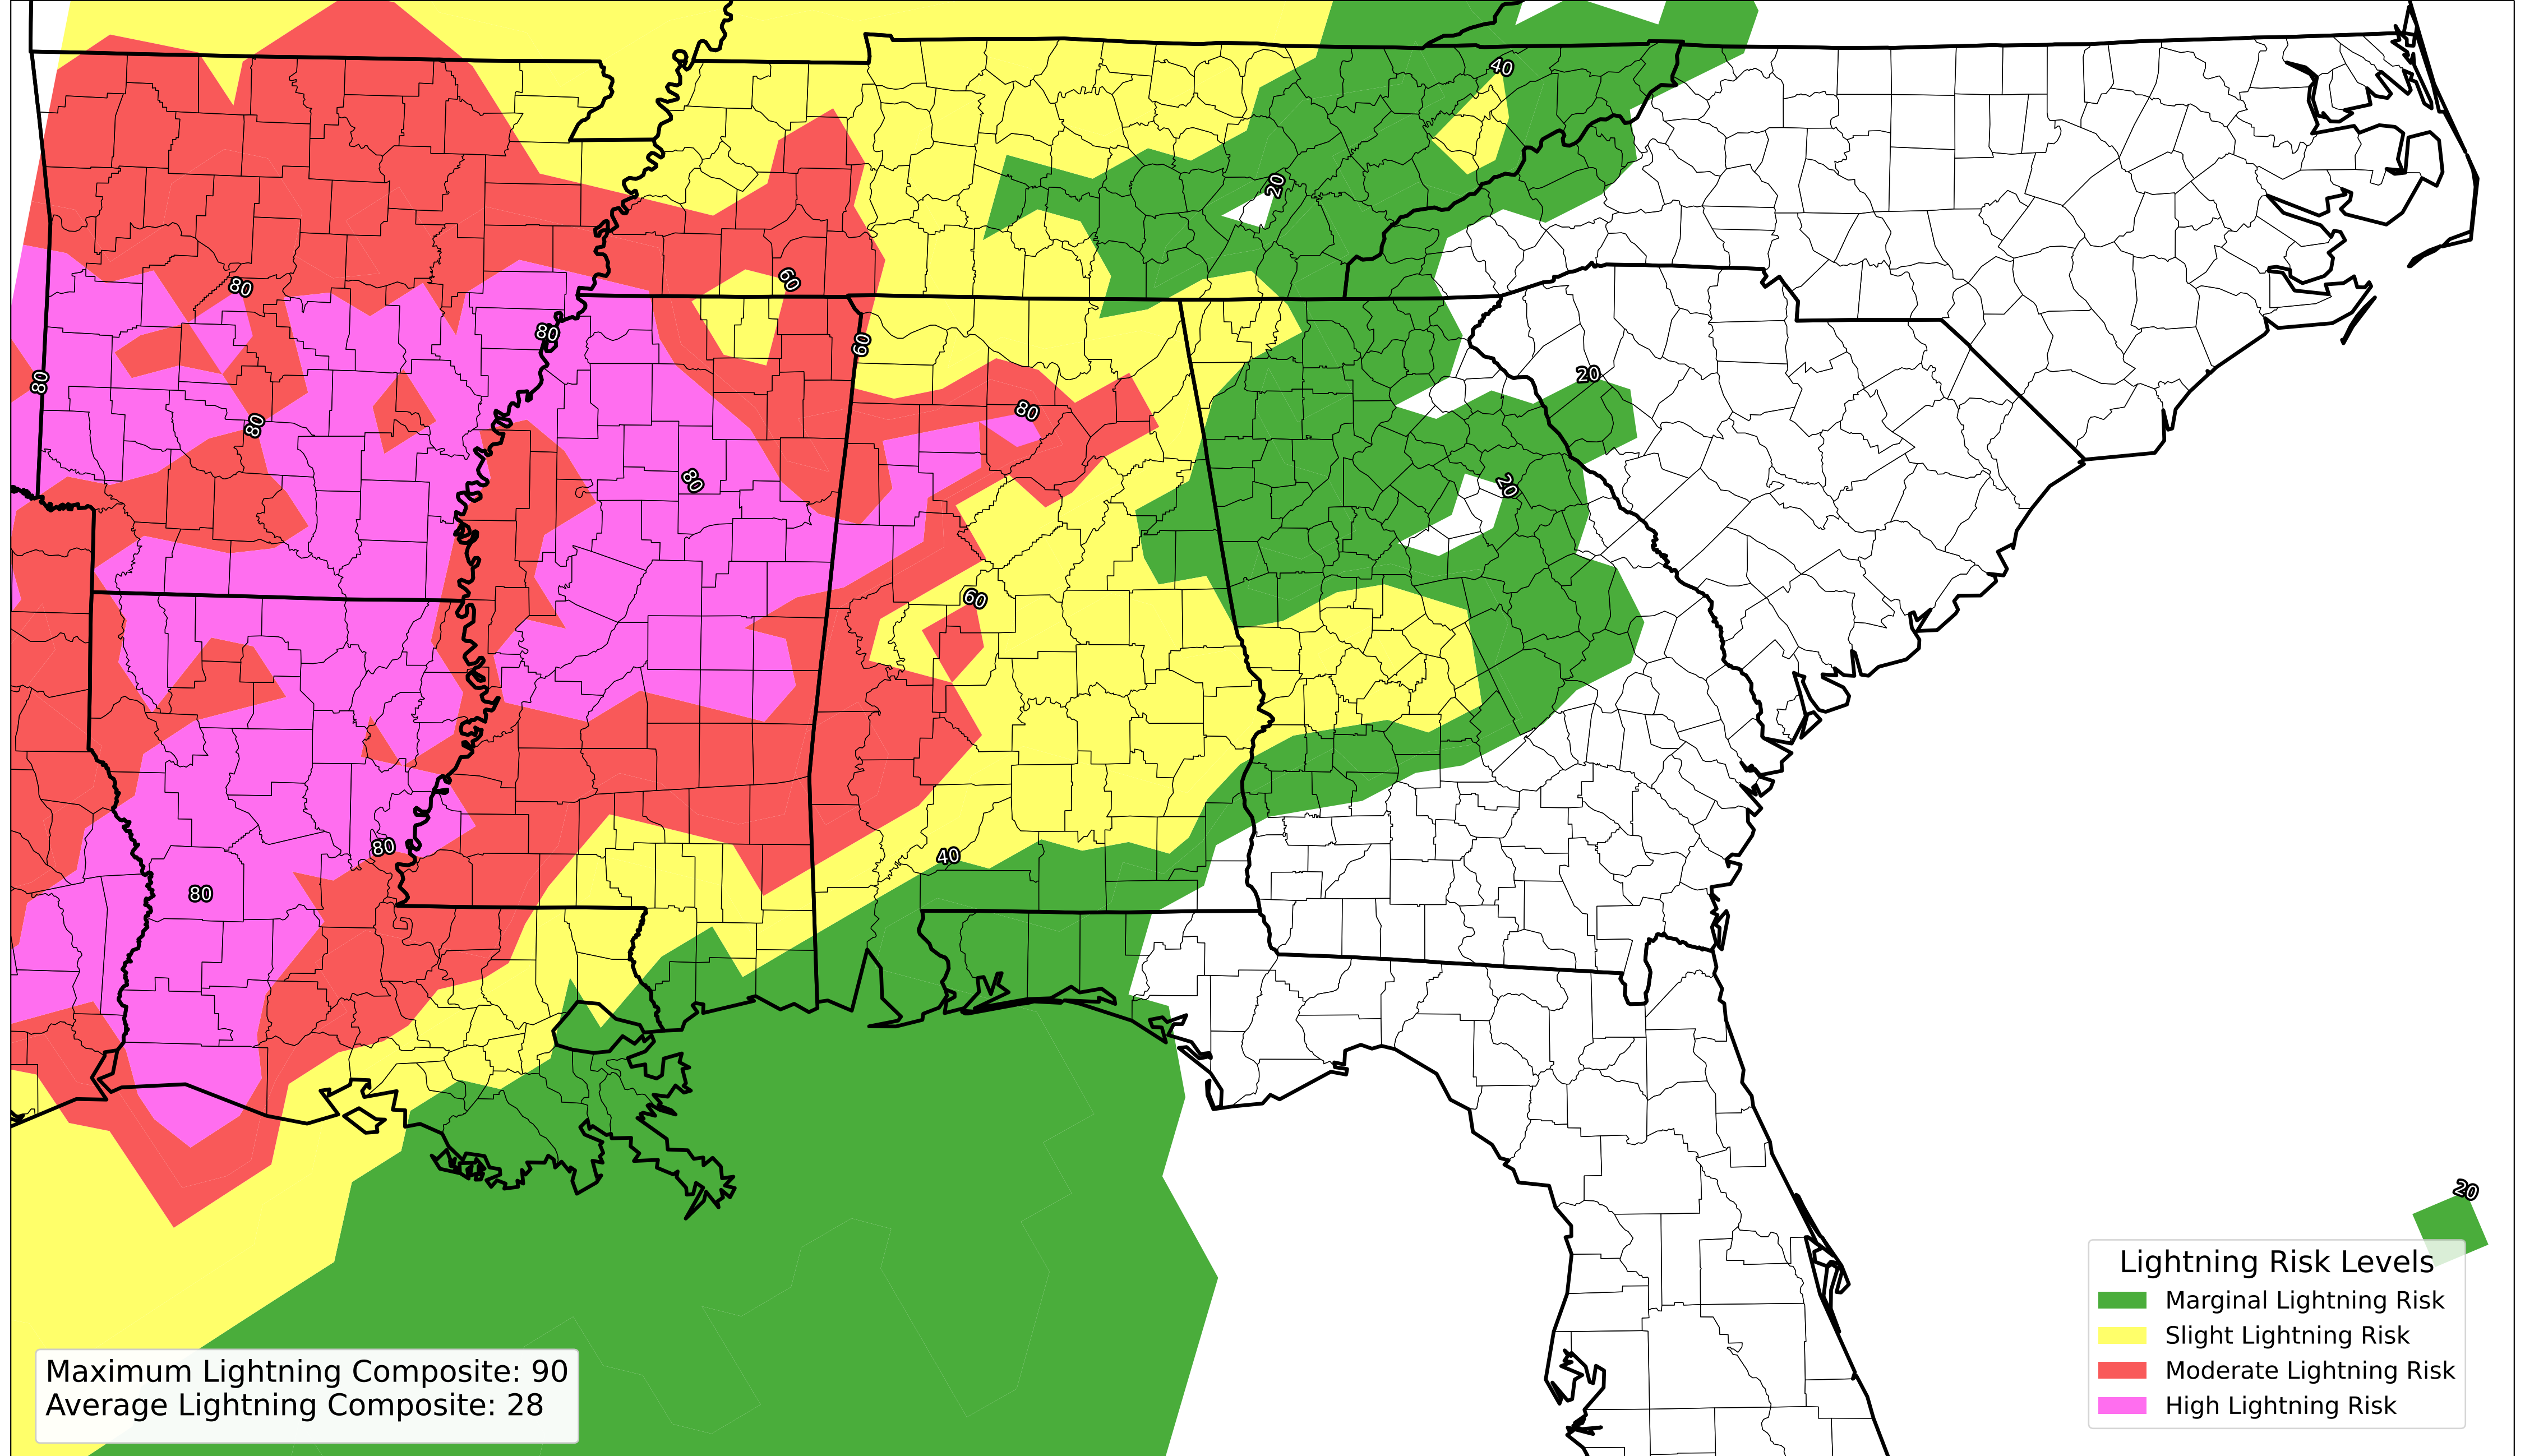 40
20
80
60
80
60
80
20
80
80
80
20
60
80
40
80
20
Lightning Risk Levels
Marginal Lightning Risk
Slight Lightning Risk
Moderate Lightning Risk
High Lightning Risk
Maximum Lightning Composite: 90
Average Lightning Composite: 28